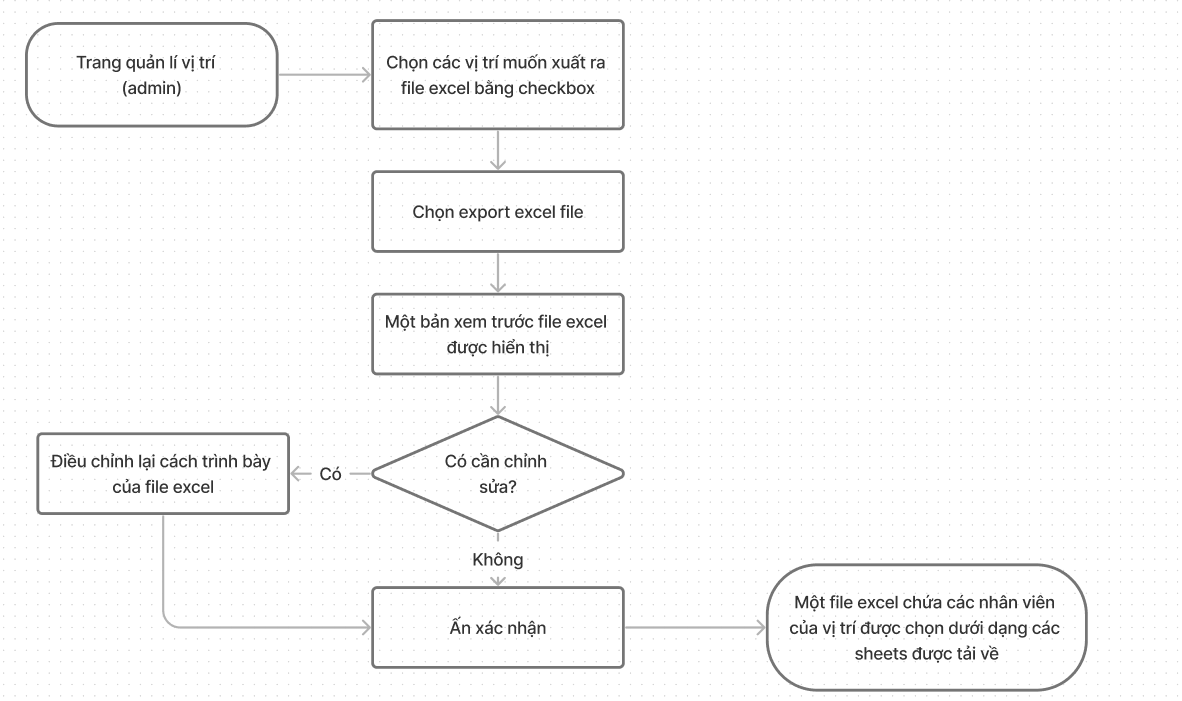 Trang quản lí vị trí
(admin)
Chọn các vị trí muốn xuất ra
file excel bằng checkbox
Chọn export excel file
Một bản xem trước file excel
được hiển thị
Có cần chỉnh
sửa?
Có
Điều chỉnh lại cách trình bày
của file excel
Không
Ấn xác nhận
Một file excel chứa các nhân viên
của vị trí được chọn dưới dạng các
sheets được tải về